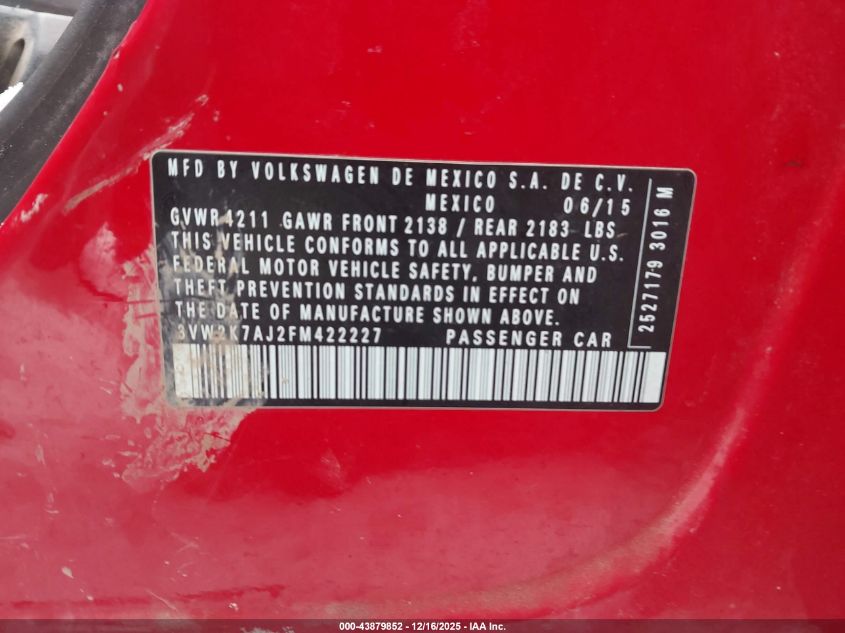 MFD BY VOLKSWAGEN DE MEXICO S.A. DE C.V.
MEXICO 06/15
GVWR 4211 GAWR FRONT 2138 / REAR 2183 LBS
THIS VEHICLE CONFORMS TO ALL APPLICABLE U.S.
FEDERAL MOTOR VEHICLE SAFETY, BUMPER AND
THEFT PREVENTION STANDARDS IN EFFECT ON
THE DATE OF MANUFACTURE SHOWN ABOVE.
3VW2K7AJ2FM422227 PASSENGER CAR
2527179 3016 M
000-43879852 - 12/16/2025 - IAA Inc.